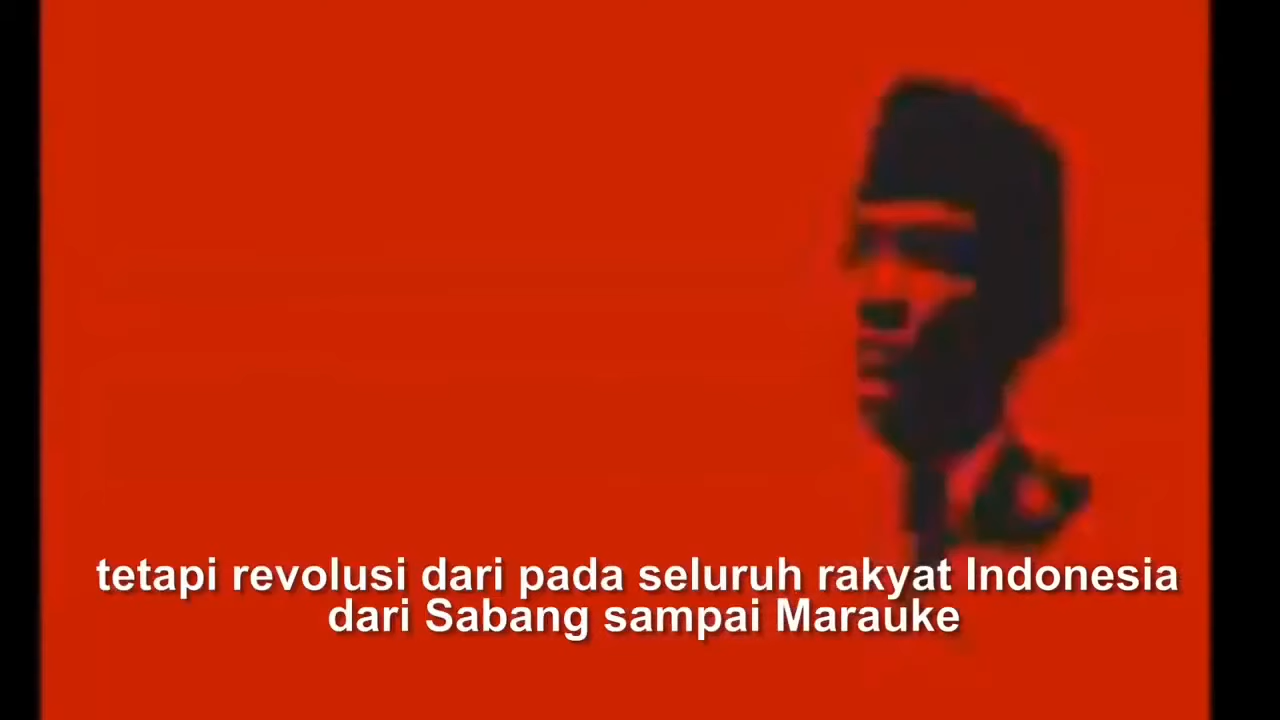 tetapi revolusi dari pada seluruh rakyat Indonesia
dari Sabang sampai Marauke